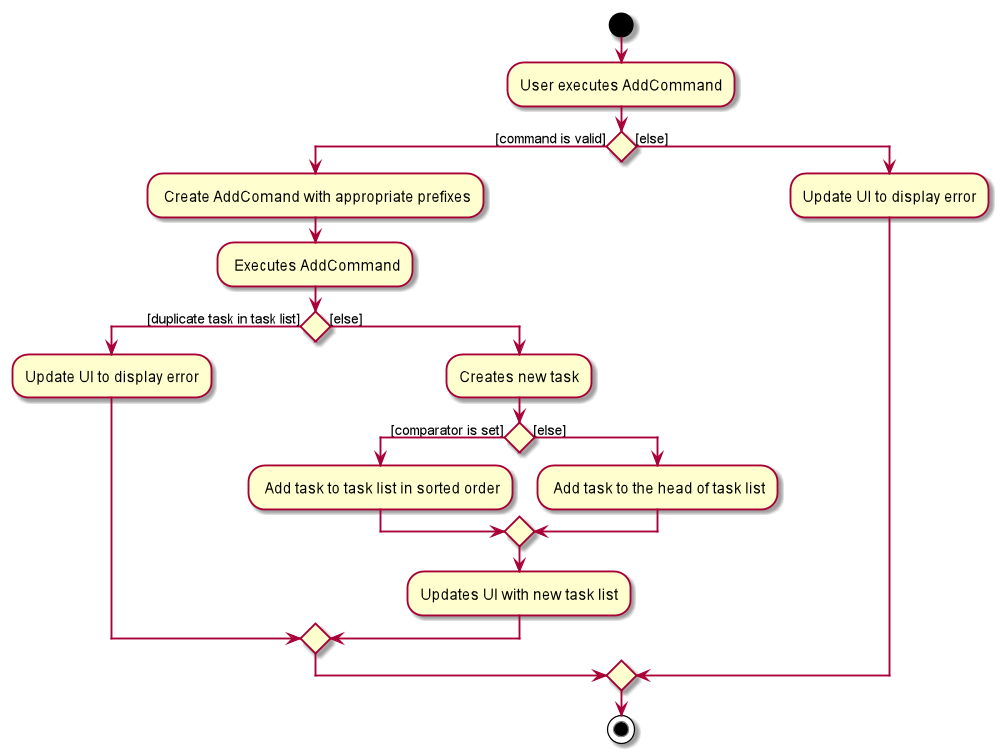 User executes AddCommand
[command is valid]
[else]
Create AddComand with appropriate prefixes
Update UI to display error
Executes AddCommand
[duplicate task in task list]
[else]
Update UI to display error
Creates new task
[comparator is set]
[else]
Add task to task list in sorted order
Add task to the head of task list
Updates UI with new task list